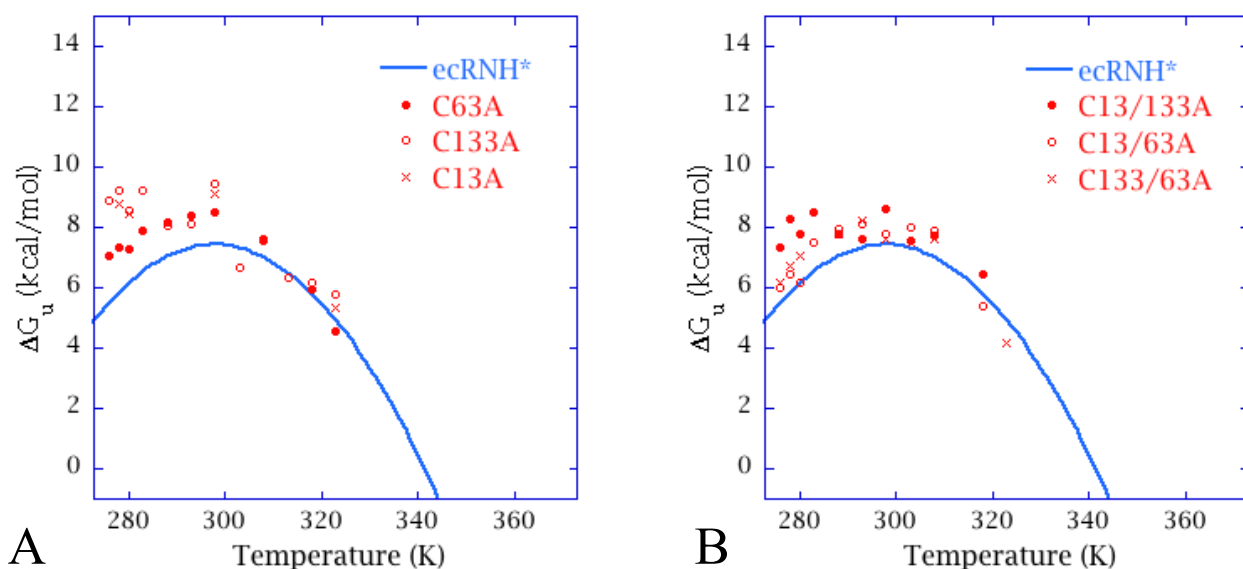 14
12
10
8
6
4
2
0
ΔGᵤ (kcal/mol)
ecRNH*
C63A
C133A
C13A
280
300
320
340
360
Temperature (K)
A
14
12
10
8
6
4
2
0
ΔGᵤ (kcal/mol)
ecRNH*
C13/133A
C13/63A
C133/63A
280
300
320
340
360
Temperature (K)
B